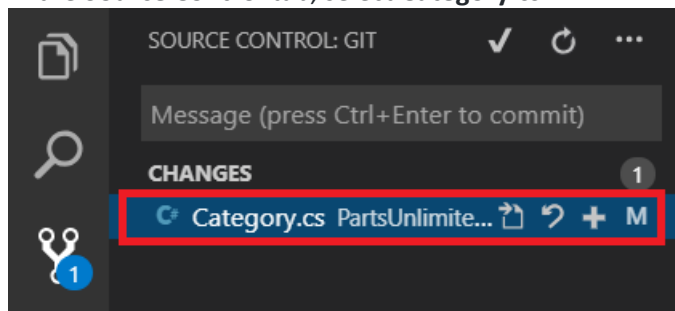 SOURCE CONTROL: GIT
Message (press Ctrl+Enter to commit)
CHANGES 1
C# Category.cs PartsUnlimite... M
1